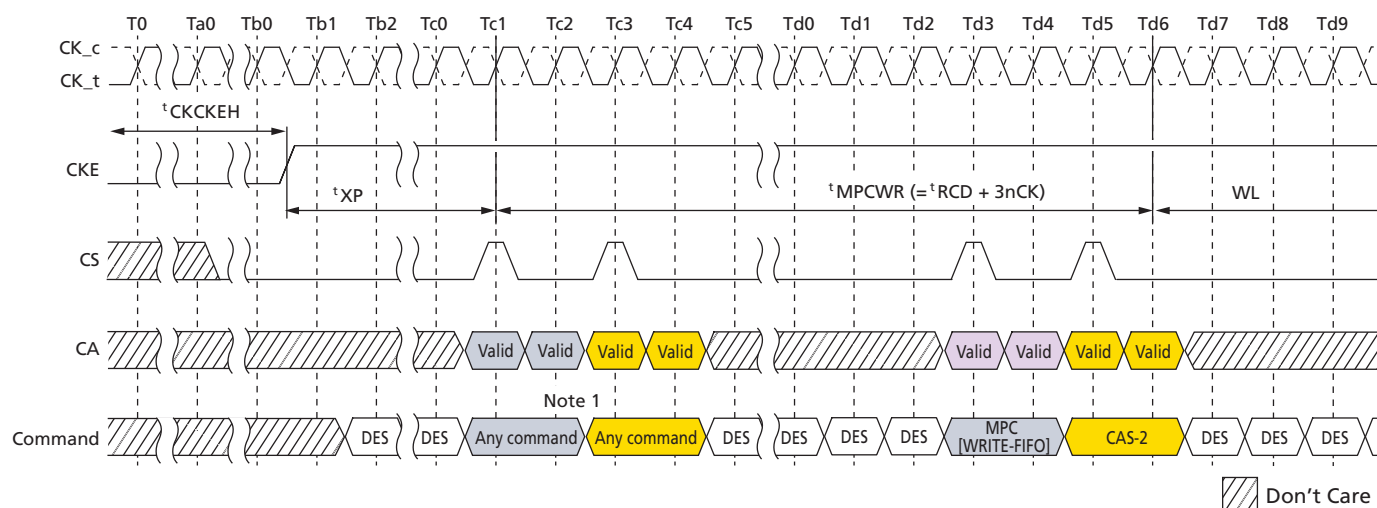 T0 Ta0 Tb0 Tb1 Tb2 Tc0 Tc1 Tc2 Tc3 Tc4 Tc5 Td0 Td1 Td2 Td3 Td4 Td5 Td6 Td7 Td8 Td9
CK_c
CK_t
tCKCKEH
CKE
tXP
tMPCWR (= tRCD + 3nCK)
WL
CS
CA Valid Valid Valid Valid Valid Valid Valid Valid
Note 1
Command DES DES Any command Any command DES DES DES DES MPC [WRITE-FIFO] CAS-2 DES DES DES
Don't Care